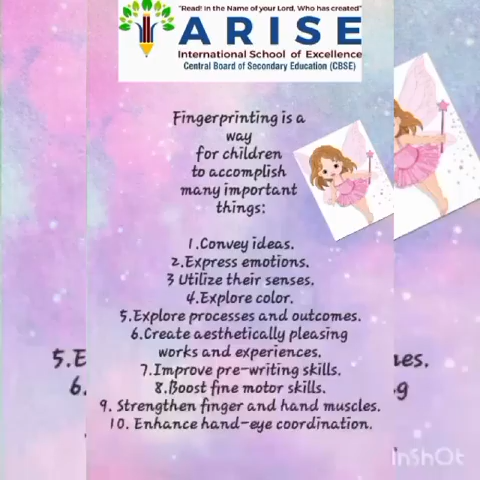 "Read! in the Name of your Lord, Who has created"
ARISE
International School of Excellence
Central Board of Secondary Education (CBSE)
Fingerprinting is a
way
for children
to accomplish
many important
things:
1.Convey ideas.
2.Express emotions.
3 Utilize their senses.
4.Explore color.
5.Explore processes and outcomes.
6.Create aesthetically pleasing
works and experiences.
7.Improve pre-writing skills.
8.Boost fine motor skills.
9. Strengthen finger and hand muscles.
10. Enhance hand-eye coordination.
5.E
6.
es.
g
InShOt